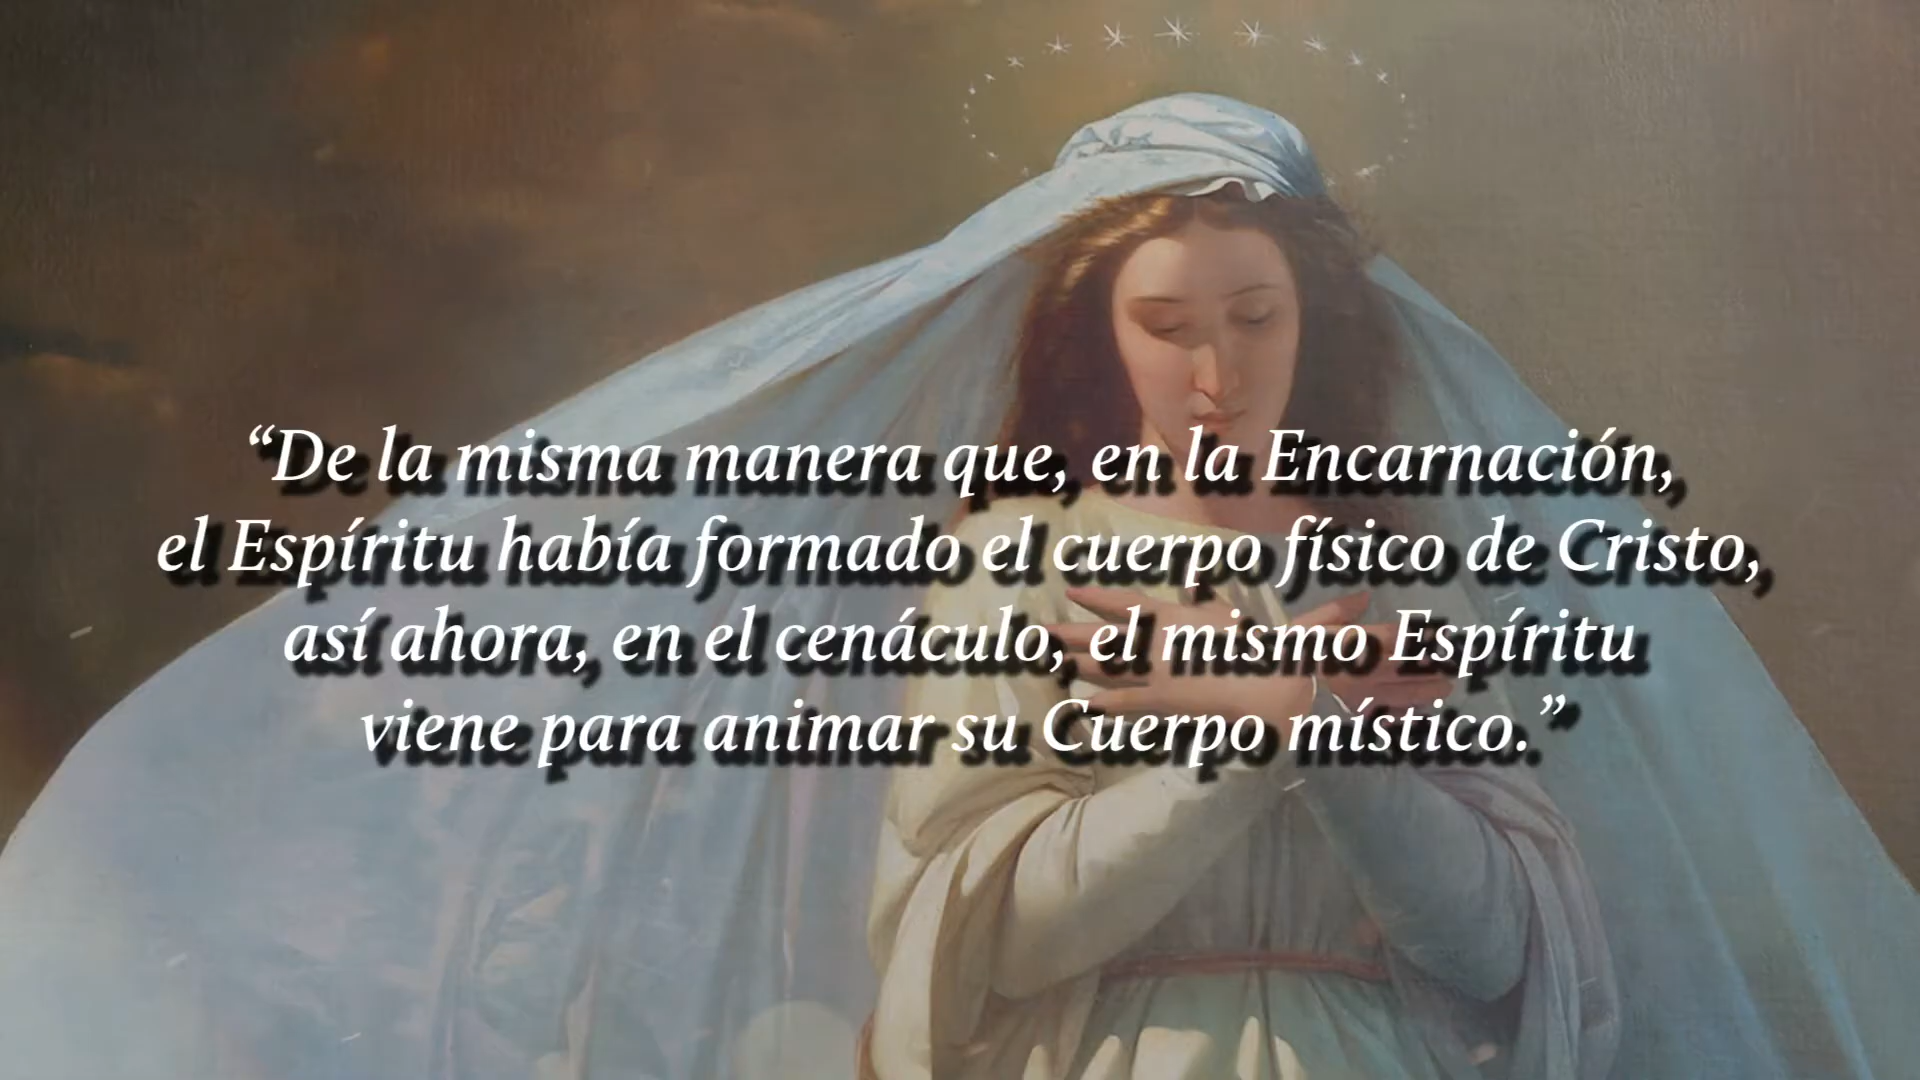 “De la misma manera que, en la Encarnación,
el Espíritu había formado el cuerpo físico de Cristo,
así ahora, en el cenáculo, el mismo Espíritu
viene para animar su Cuerpo místico.”